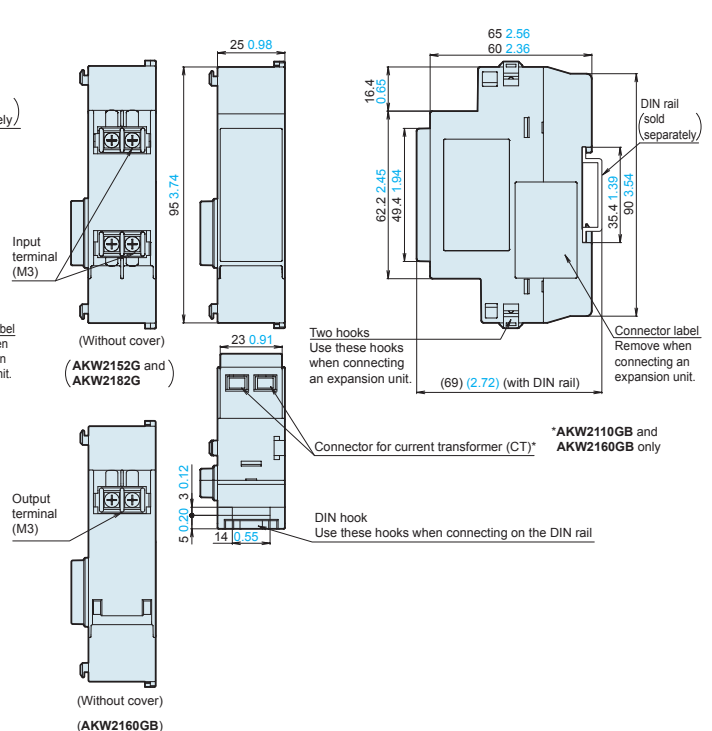 25 0.98
65 2.56
60 2.36
16.4
0.65
DIN rail
(sold
separately)
ely)
95 3.74
62.2 2.45
49.4 1.94
35.4 1.39
90 3.54
Input
terminal
(M3)
bel
en
n
nit.
(Without cover)
(AKW2152G and
AKW2182G)
23 0.91
Two hooks
Use these hooks
when connecting
an expansion unit.
Connector label
Remove when
connecting an
expansion unit.
(69) (2.72) (with DIN rail)
Connector for current transformer (CT)*
*AKW2110GB and
AKW2160GB only
Output
terminal
(M3)
3 0.12
5 0.20
14 0.55
DIN hook
Use these hooks when connecting on the DIN rail
(Without cover)
(AKW2160GB)